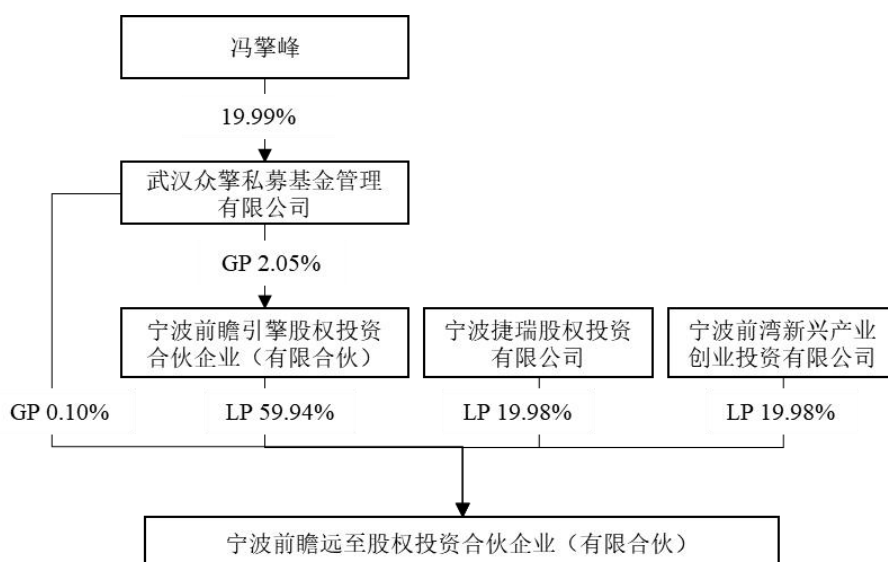 冯擎峰
19.99%
武汉众擎私募基金管理
有限公司
GP 2.05%
宁波前瞻引擎股权投资
合伙企业（有限合伙）
宁波捷瑞股权投资
有限公司
宁波前湾新兴产业
创业投资有限公司
GP 0.10%
LP 59.94%
LP 19.98%
LP 19.98%
宁波前瞻远至股权投资合伙企业（有限合伙）